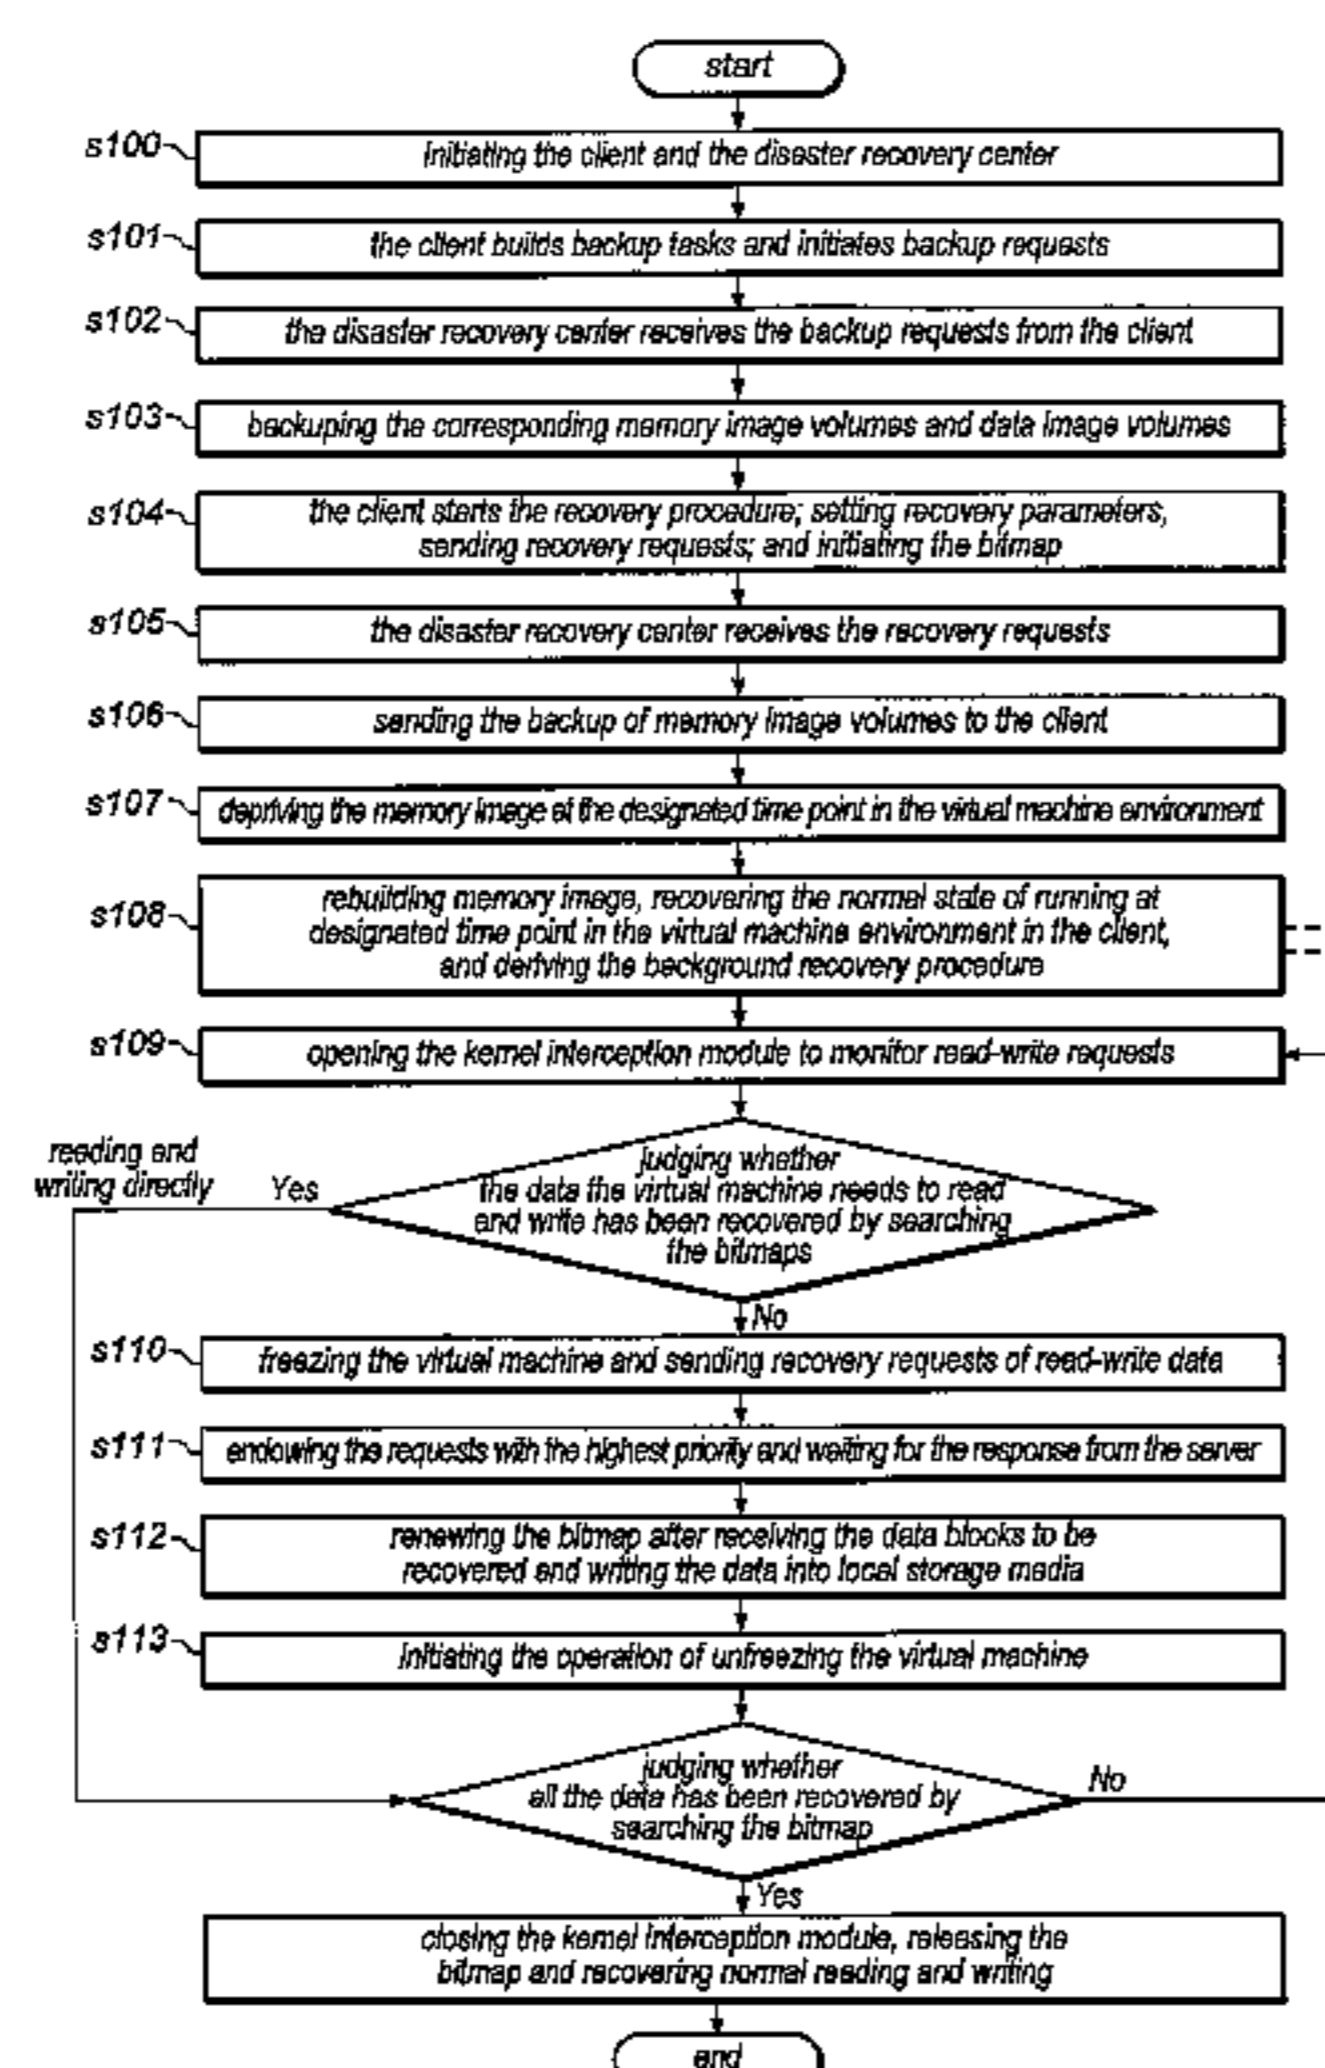 start
s100
initiating the client and the disaster recovery center
s101
the client builds backup tasks and initiates backup requests
s102
the disaster recovery center receives the backup requests from the client
s103
backuping the corresponding memory image volumes and data image volumes
s104
the client starts the recovery procedure; setting recovery parameters,
sending recovery requests; and initiating the bitmap
s105
the disaster recovery center receives the recovery requests
s106
sending the backup of memory image volumes to the client
s107
depriving the memory image of the designated time point in the virtual machine environment
s108
rebuilding memory image, recovering the normal state of running at
designated time point in the virtual machine environment in the client,
and deriving the background recovery procedure
s109
opening the kernel interception module to monitor read-write requests
reading and
writing directly
Yes
judging whether
the data the virtual machine needs to read
and write has been recovered by searching
the bitmaps
No
s110
freezing the virtual machine and sending recovery requests of read-write data
s111
endowing the requests with the highest priority and waiting for the response from the server
s112
renewing the bitmap after receiving the data blocks to be
recovered and writing the data into local storage media
s113
initiating the operation of unfreezing the virtual machine
judging whether
all the data has been recovered by
searching the bitmap
No
Yes
closing the kernel interception module, releasing the
bitmap and recovering normal reading and writing
end